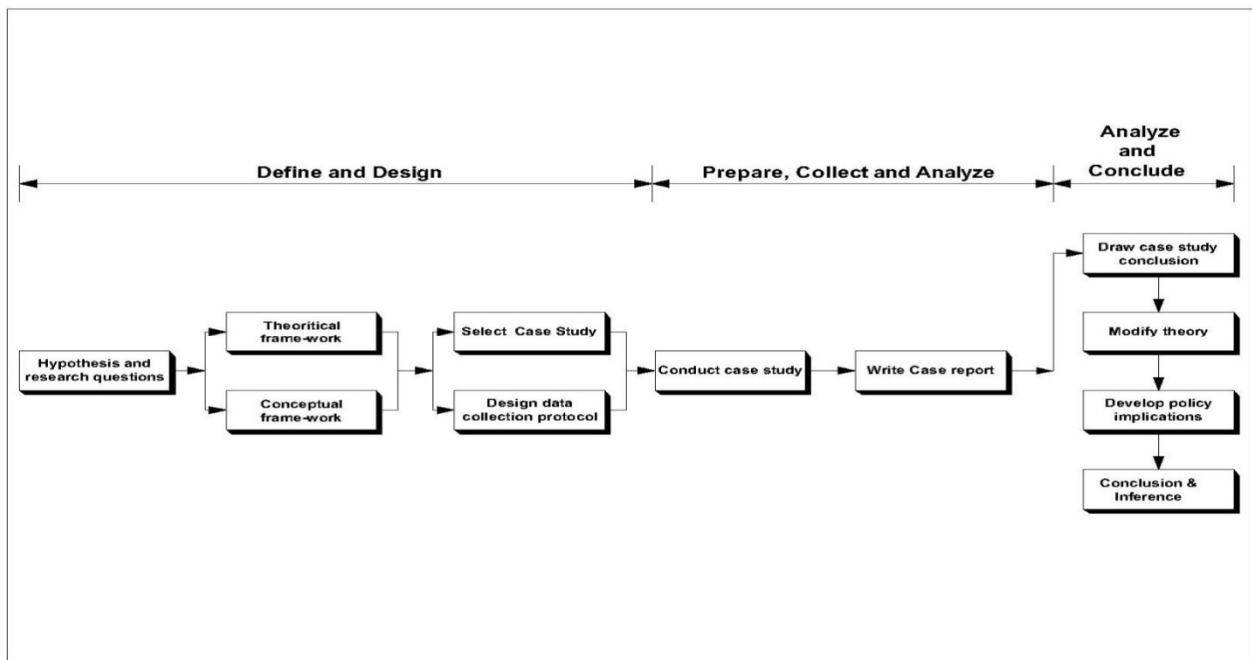 Analyze
and
Conclude
Define and Design
Prepare, Collect and Analyze
Draw case study
conclusion
Theoritical
frame-work
Select Case Study
Modify theory
Hypothesis and
research questions
Conduct case study
Write Case report
Conceptual
frame-work
Design data
collection protocol
Develop policy
implications
Conclusion &
Inference